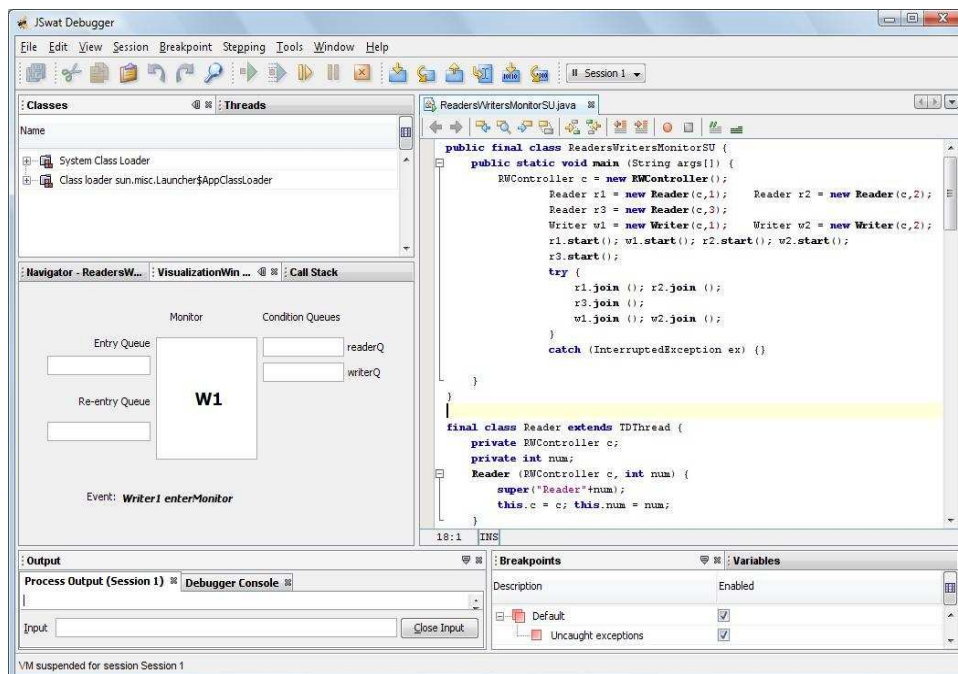 JSwat Debugger
File Edit View Session Breakpoint Stepping Tools Window Help
Session 1
Classes
Threads
Name
System Class Loader
Class loader sun.misc.Launcher$AppClassLoader
Navigator - ReadersW...
VisualizationWin ...
Call Stack
Monitor
Condition Queues
Entry Queue
readerQ
writerQ
Re-entry Queue
W1
Event: Writer1 enterMonitor
ReadersWritersMonitorSU.java
public final class ReadersWritersMonitorSU {
public static void main (String args[]) {
RWController c = new RWController();
Reader r1 = new Reader(c,1); Reader r2 = new Reader(c,2);
Reader r3 = new Reader(c,3);
Writer w1 = new Writer(c,1); Writer w2 = new Writer(c,2);
r1.start(); w1.start(); r2.start(); w2.start();
r3.start();
try {
r1.join (); r2.join ();
r3.join ();
w1.join (); w2.join ();
}
catch (InterruptedException ex) {}
}
}
final class Reader extends TDThread {
private RWController c;
private int num;
Reader (RWController c, int num) {
super("Reader"+num);
this.c = c; this.num = num;
}
18:1 INS
Output
Process Output (Session 1)
Debugger Console
Input
Close Input
Breakpoints
Variables
Description
Enabled
Default
Uncaught exceptions
VM suspended for session Session 1